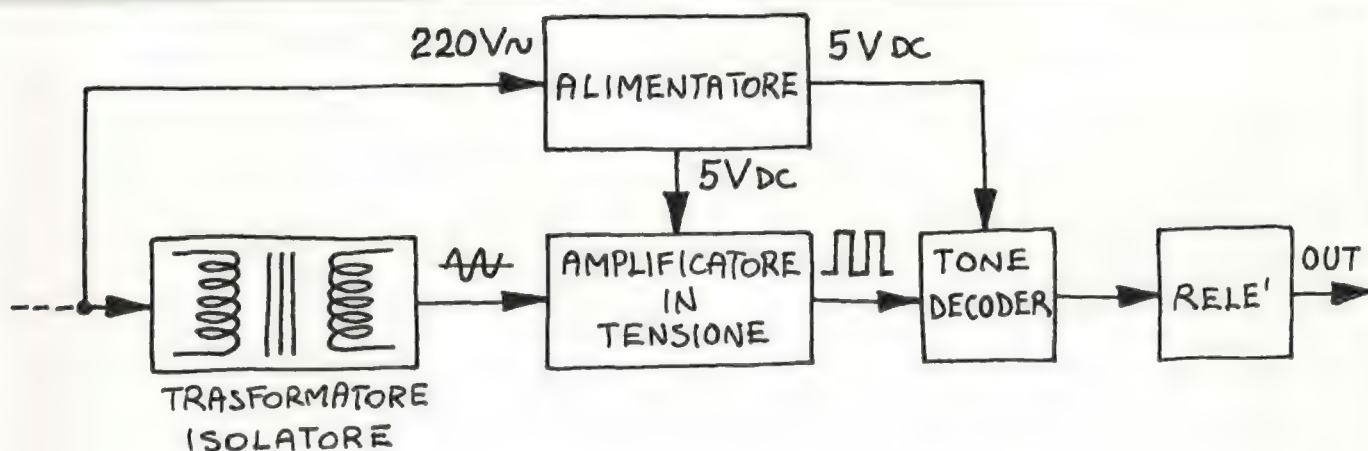 220V~
5V DC
ALIMENTATORE
5V DC
AMPLIFICATORE
IN
TENSIONE
TONE
DECODER
RELE'
OUT
TRASFORMATORE
ISOLATORE